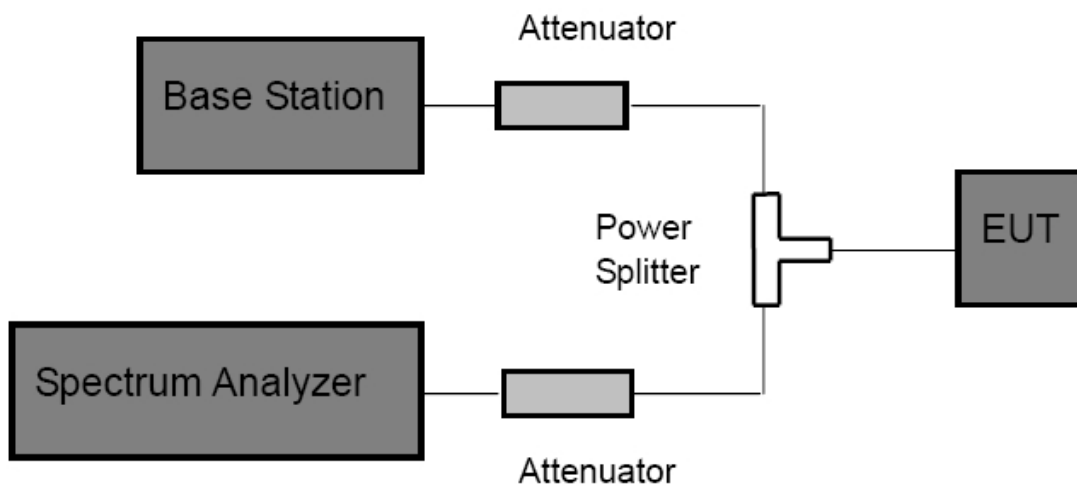 Attenuator
Base Station
Power
Splitter
EUT
Spectrum Analyzer
Attenuator